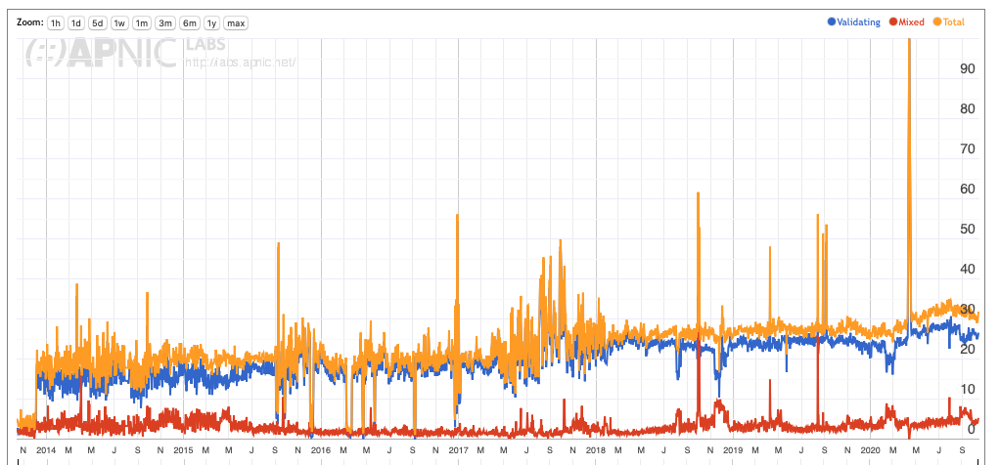 Zoom: 1h 1d 5d 1w 1m 3m 6m 1y max
Validating Mixed Total
APNIC LABS
http://labs.apnic.net/
90
80
70
60
50
40
30
20
10
0
N 2014 M M J S N 2015 M M J S N 2016 M M J S N 2017 M M J S N 2018 M M J S N 2019 M M J S N 2020 M M J S